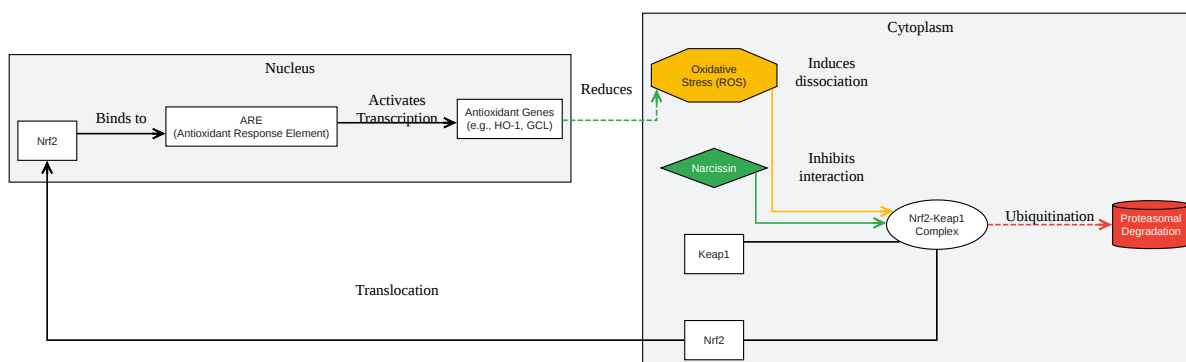 Cytoplasm
Nucleus
Oxidative
Stress (ROS)
Induces
dissociation
Reduces
Activates
Transcription
Antioxidant Genes
(e.g., HO-1, GCL)
Binds to
ARE
(Antioxidant Response Element)
Nrf2
Narcissin
Inhibits
interaction
Nrf2-Keap1
Complex
Ubiquitination
Proteasomal
Degradation
Keap1
Translocation
Nrf2